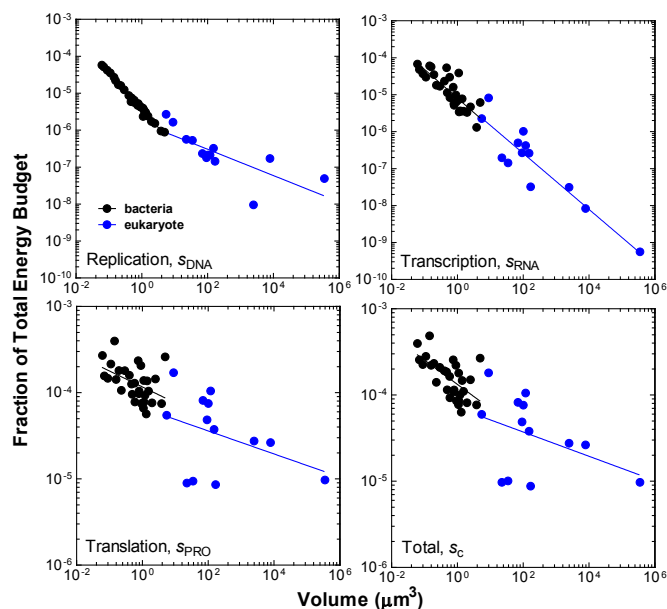 Fraction of Total Energy Budget
10⁻³
10⁻⁴
10⁻⁵
10⁻⁶
10⁻⁷
10⁻⁸
10⁻⁹
10⁻¹⁰
bacteria
eukaryote
Replication, sDNA
10⁻² 10⁰ 10² 10⁴ 10⁶
10⁻³
10⁻⁴
10⁻⁵
10⁻⁶
10⁻⁷
10⁻⁸
10⁻⁹
10⁻¹⁰
Transcription, sRNA
10⁻² 10⁰ 10² 10⁴ 10⁶
10⁻³
10⁻⁴
10⁻⁵
10⁻⁶
Translation, sPRO
10⁻² 10⁰ 10² 10⁴ 10⁶
10⁻³
10⁻⁴
10⁻⁵
10⁻⁶
Total, sc
10⁻² 10⁰ 10² 10⁴ 10⁶
Volume (μm³)